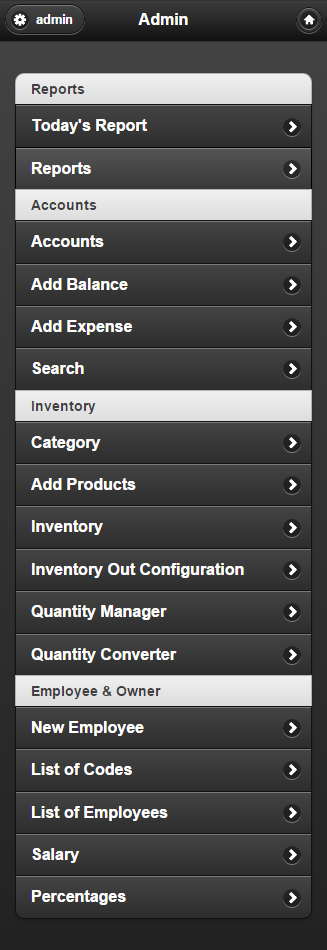 admin
Admin
Reports
Today's Report
Reports
Accounts
Accounts
Add Balance
Add Expense
Search
Inventory
Category
Add Products
Inventory
Inventory Out Configuration
Quantity Manager
Quantity Converter
Employee & Owner
New Employee
List of Codes
List of Employees
Salary
Percentages